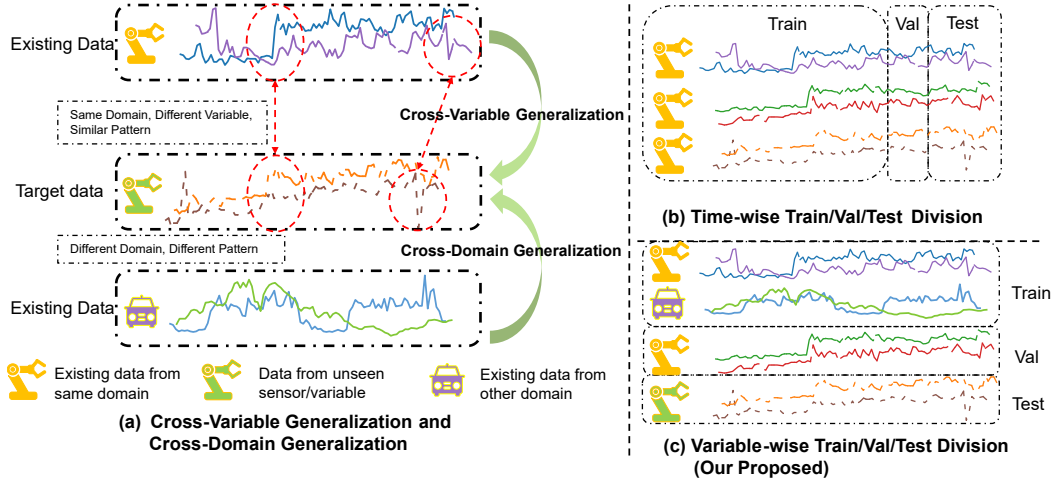 Existing Data
Same Domain, Different Variable,
Similar Pattern
Cross-Variable Generalization
Target data
Different Domain, Different Pattern
Cross-Domain Generalization
Existing Data
Existing data from
same domain
Data from unseen
sensor/variable
Existing data from
other domain
(a) Cross-Variable Generalization and
Cross-Domain Generalization
Train
Val
Test
(b) Time-wise Train/Val/Test Division
Train
Val
Test
(c) Variable-wise Train/Val/Test Division
(Our Proposed)